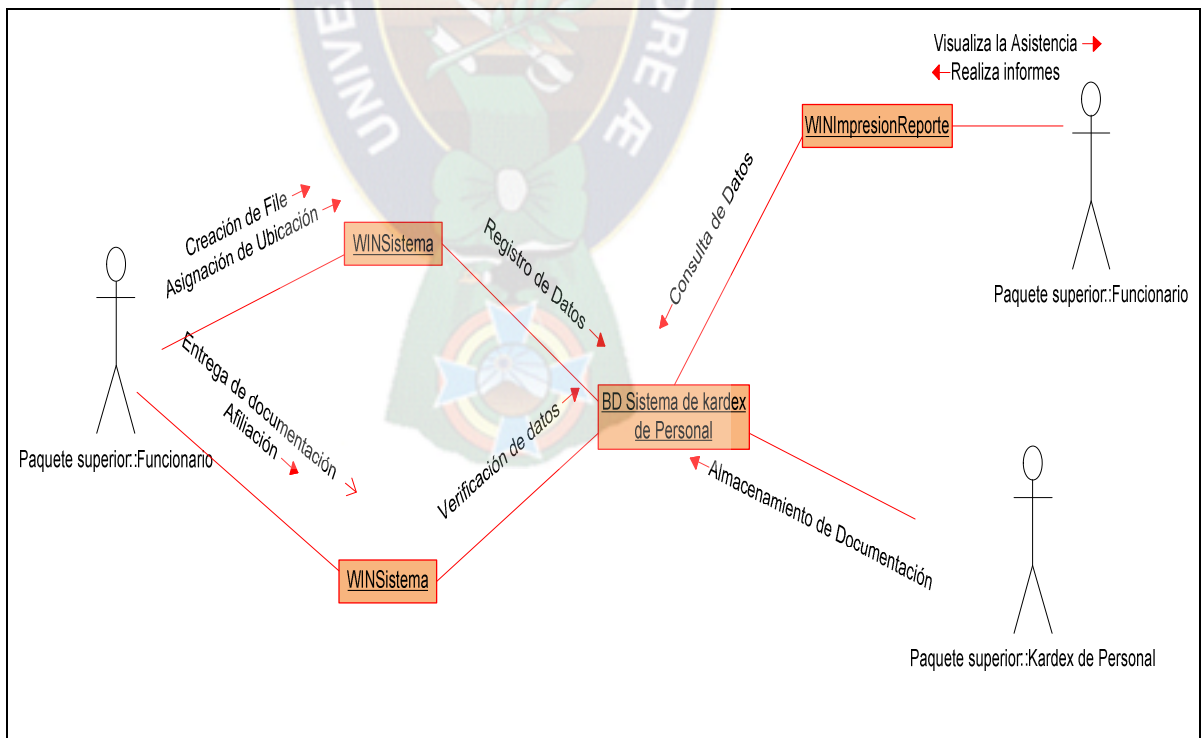 UNIVE
DRE Æ
Visualiza la Asistencia
Realiza informes
WINImpresionReporte
Paquete superior::Funcionario
Consulta de Datos
Creación de File
Asignación de Ubicación
WINSistema
Registro de Datos
Paquete superior::Funcionario
Entrega de documentación
Afiliación
Verificación de datos
BD Sistema de kardex
de Personal
Almacenamiento de Documentación
WINSistema
Paquete superior::Kardex de Personal